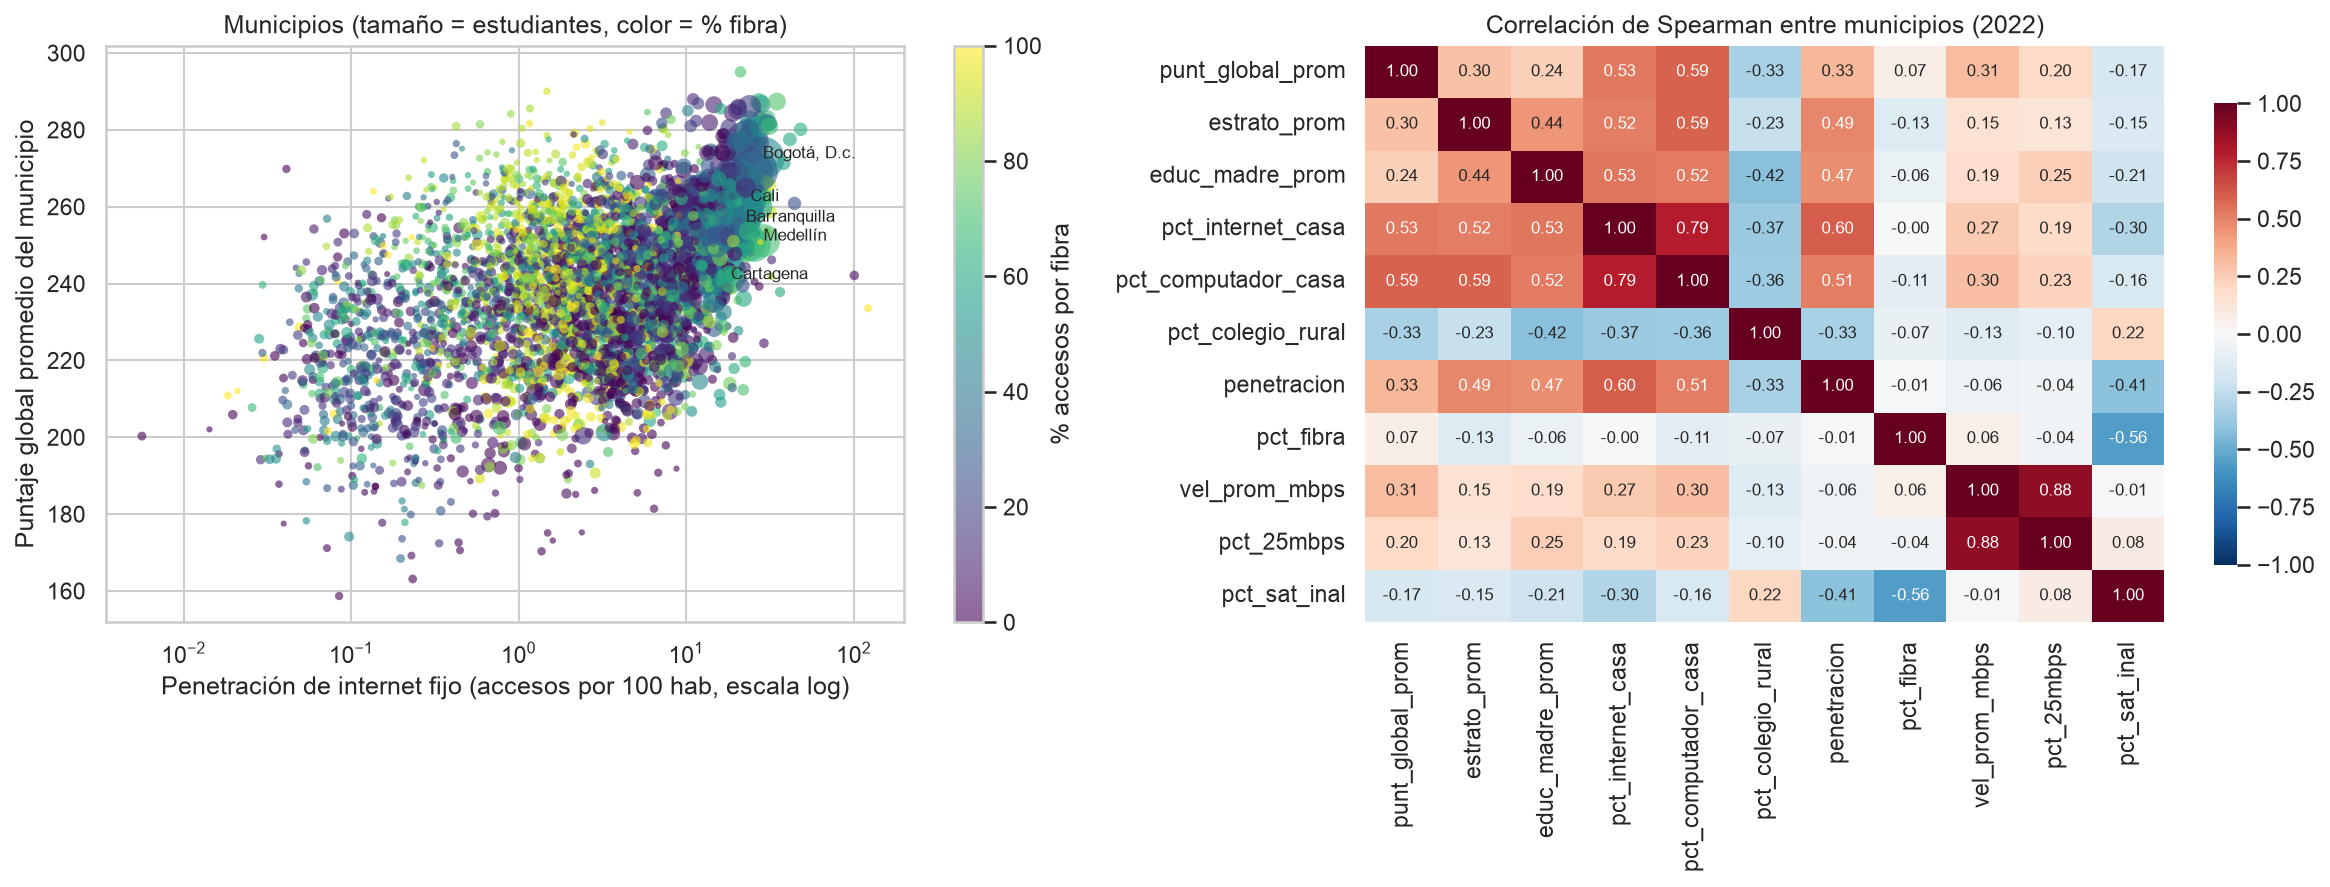 Municipios (tamaño = estudiantes, color = % fibra)
Puntaje global promedio del municipio
300
280
260
240
220
200
180
160
Bogotá, D.c.
Cali
Barranquilla
Medellín
Cartagena
10⁻² 10⁻¹ 10⁰ 10¹ 10²
Penetración de internet fijo (accesos por 100 hab, escala log)
100
80
60
40
20
0
% accesos por fibra
Correlación de Spearman entre municipios (2022)
punt_global_prom 1.00 0.30 0.24 0.53 0.59 -0.33 0.33 0.07 0.31 0.20 -0.17
estrato_prom 0.30 1.00 0.44 0.52 0.59 -0.23 0.49 -0.13 0.15 0.13 -0.15
educ_madre_prom 0.24 0.44 1.00 0.53 0.52 -0.42 0.47 -0.06 0.19 0.25 -0.21
pct_internet_casa 0.53 0.52 0.53 1.00 0.79 -0.37 0.60 -0.00 0.27 0.19 -0.30
pct_computador_casa 0.59 0.59 0.52 0.79 1.00 -0.36 0.51 -0.11 0.30 0.23 -0.16
pct_colegio_rural -0.33 -0.23 -0.42 -0.37 -0.36 1.00 -0.33 -0.07 -0.13 -0.10 0.22
penetracion 0.33 0.49 0.47 0.60 0.51 -0.33 1.00 -0.01 -0.06 -0.04 -0.41
pct_fibra 0.07 -0.13 -0.06 -0.00 -0.11 -0.07 -0.01 1.00 0.06 -0.04 -0.56
vel_prom_mbps 0.31 0.15 0.19 0.27 0.30 -0.13 -0.06 0.06 1.00 0.88 -0.01
pct_25mbps 0.20 0.13 0.25 0.19 0.23 -0.10 -0.04 -0.04 0.88 1.00 0.08
pct_sat_inal -0.17 -0.15 -0.21 -0.30 -0.16 0.22 -0.41 -0.56 -0.01 0.08 1.00
punt_global_prom
estrato_prom
educ_madre_prom
pct_internet_casa
pct_computador_casa
pct_colegio_rural
penetracion
pct_fibra
vel_prom_mbps
pct_25mbps
pct_sat_inal
1.00
0.75
0.50
0.25
0.00
−0.25
−0.50
−0.75
−1.00